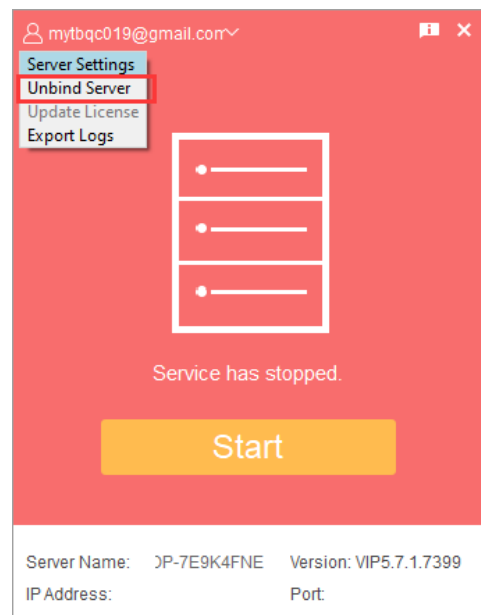 mytbqc019@gmail.com
Server Settings
Unbind Server
Update License
Export Logs
Service has stopped.
Start
Server Name: DP-7E9K4FNE Version: VIP5.7.1.7399
IP Address: Port: